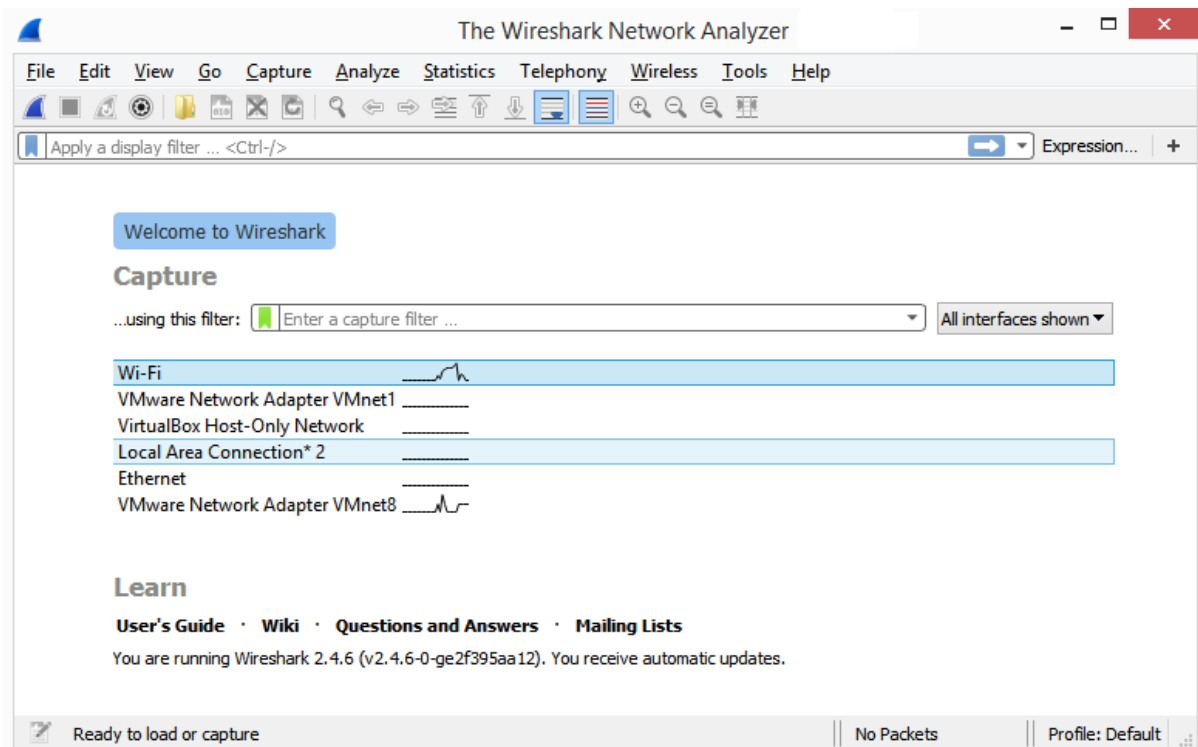 The Wireshark Network Analyzer
File Edit View Go Capture Analyze Statistics Telephony Wireless Tools Help
Apply a display filter ... <Ctrl-/> Expression... +
Welcome to Wireshark
Capture
...using this filter: Enter a capture filter ... All interfaces shown
Wi-Fi
VMware Network Adapter VMnet1
VirtualBox Host-Only Network
Local Area Connection* 2
Ethernet
VMware Network Adapter VMnet8
Learn
User's Guide · Wiki · Questions and Answers · Mailing Lists
You are running Wireshark 2.4.6 (v2.4.6-0-ge2f395aa12). You receive automatic updates.
Ready to load or capture No Packets Profile: Default